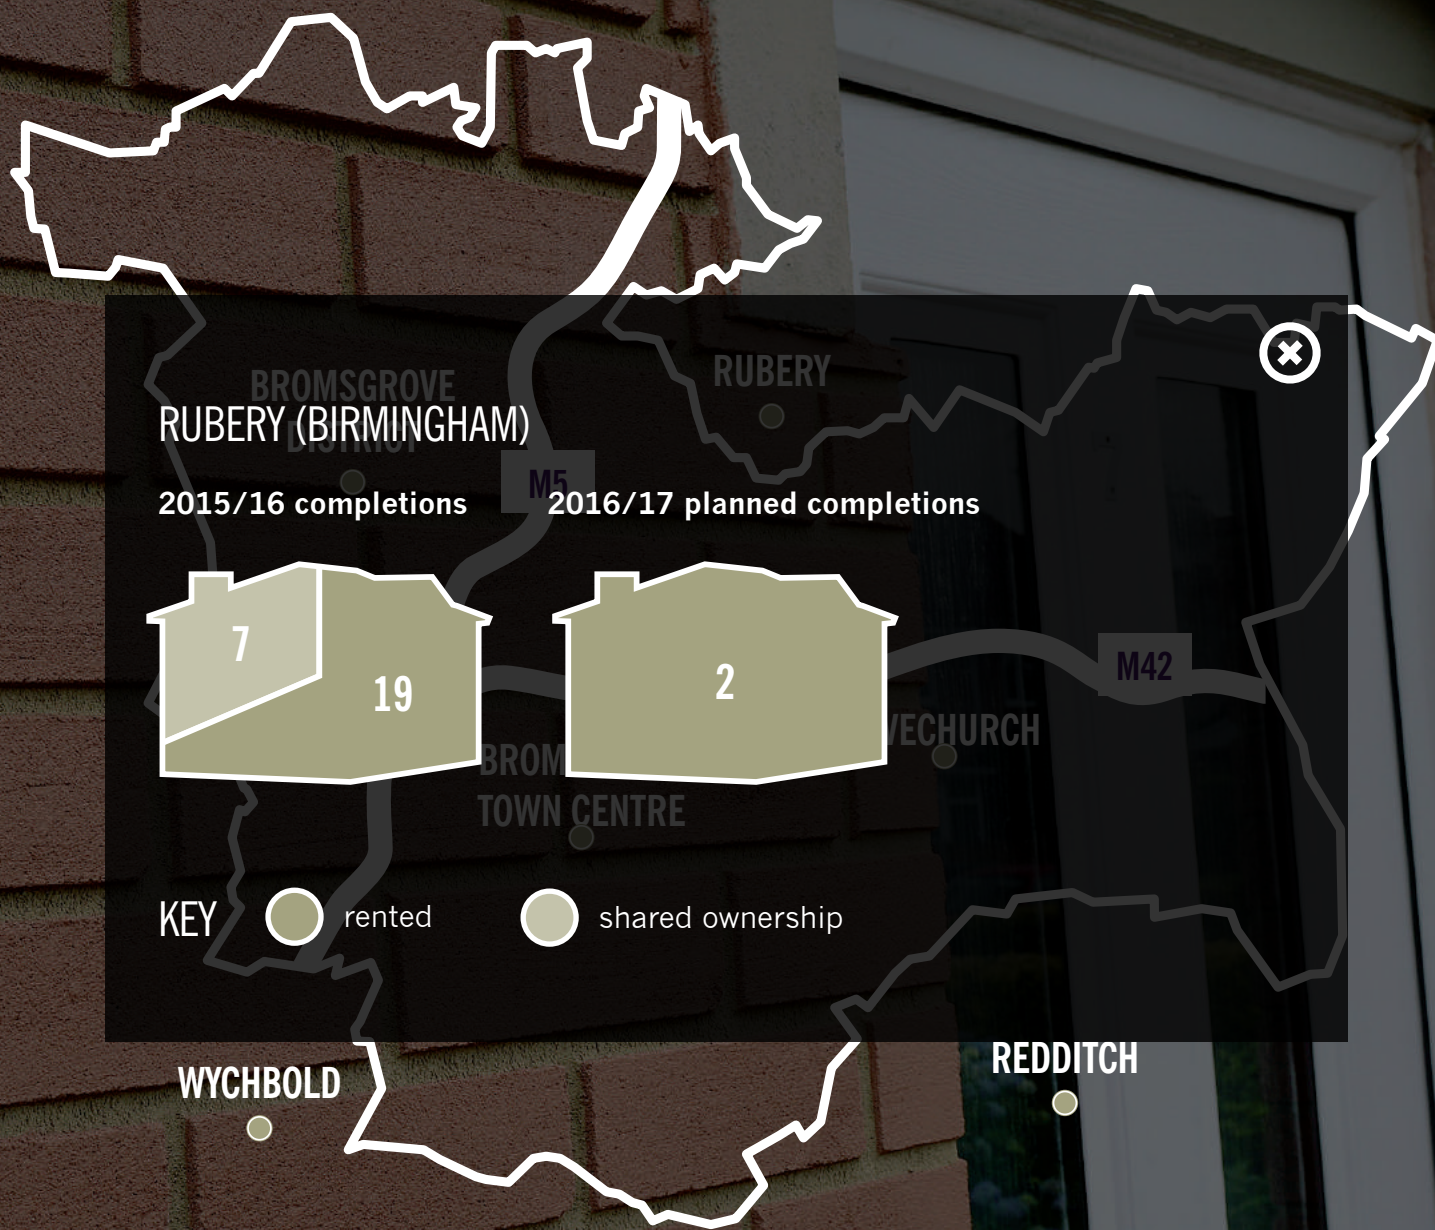 RUBERY
BROMSGROVE
DISTRICT
RUBERY (BIRMINGHAM)
M5
2015/16 completions
2016/17 planned completions
7
19
2
M42
VECHURCH
BROM
TOWN CENTRE
KEY
rented
shared ownership
REDDITCH
WYCHBOLD